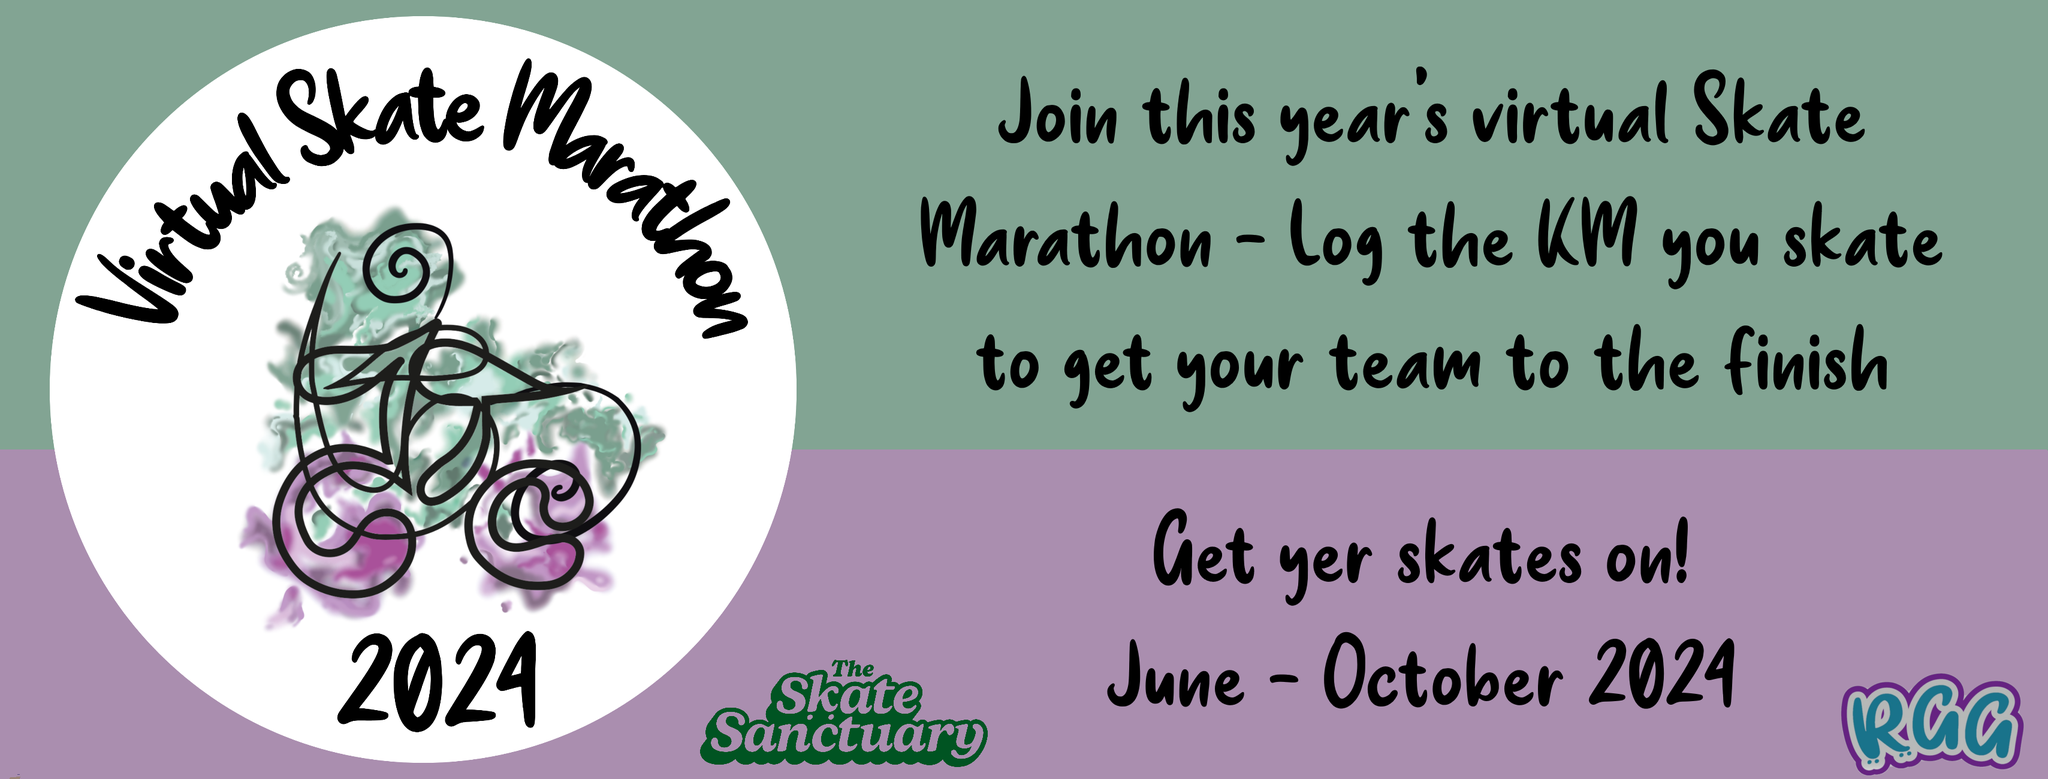 Virtual Skate Marathon
2024
Join this year's virtual Skate
Marathon - Log the KM you skate
to get your team to the finish
Get yer skates on!
June - October 2024
The
Skate
Sanctuary
RGG